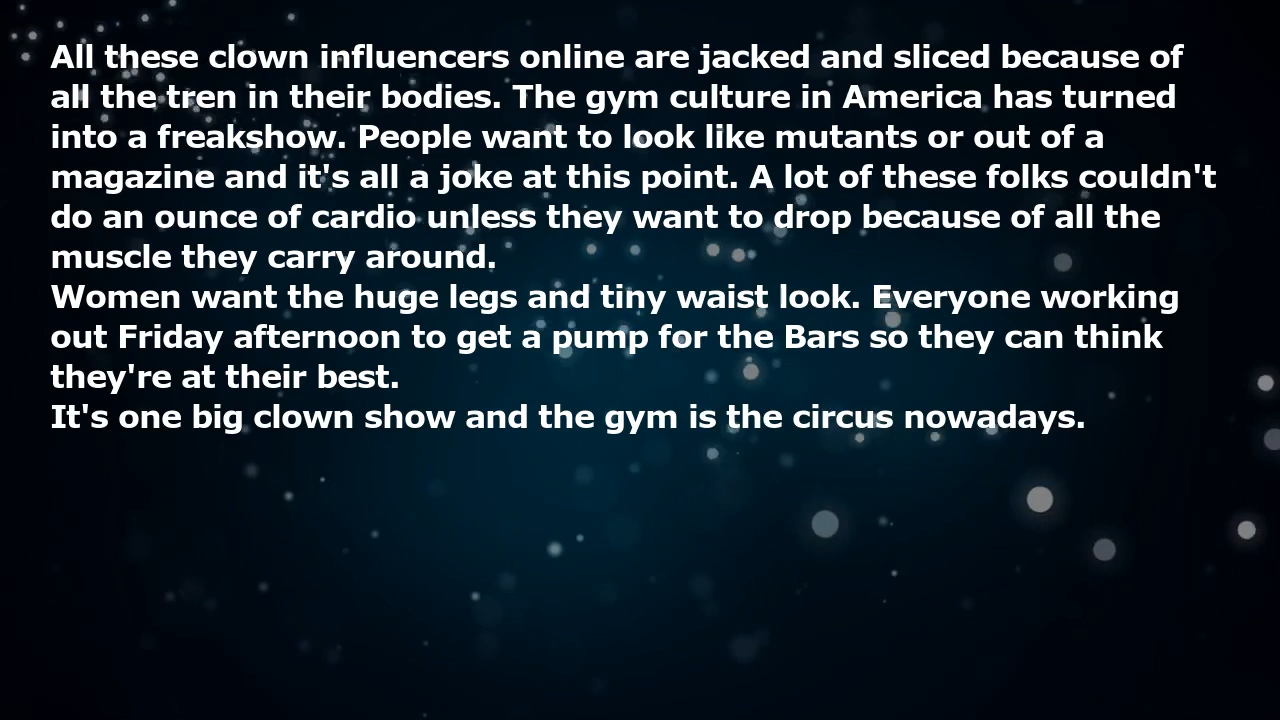 All these clown influencers online are jacked and sliced because of
all the tren in their bodies. The gym culture in America has turned
into a freakshow. People want to look like mutants or out of a
magazine and it's all a joke at this point. A lot of these folks couldn't
do an ounce of cardio unless they want to drop because of all the
muscle they carry around.
Women want the huge legs and tiny waist look. Everyone working
out Friday afternoon to get a pump for the Bars so they can think
they're at their best.
It's one big clown show and the gym is the circus nowadays.